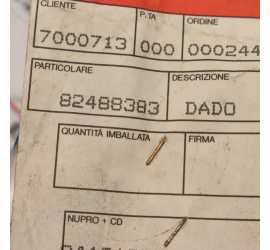 CLIENTE P.TA ORDINE
7000713 000 000244
PARTICOLARE DESCRIZIONE
82488383 DADO
QUANTITÀ IMBALLATA FIRMA
NUPRO + CD